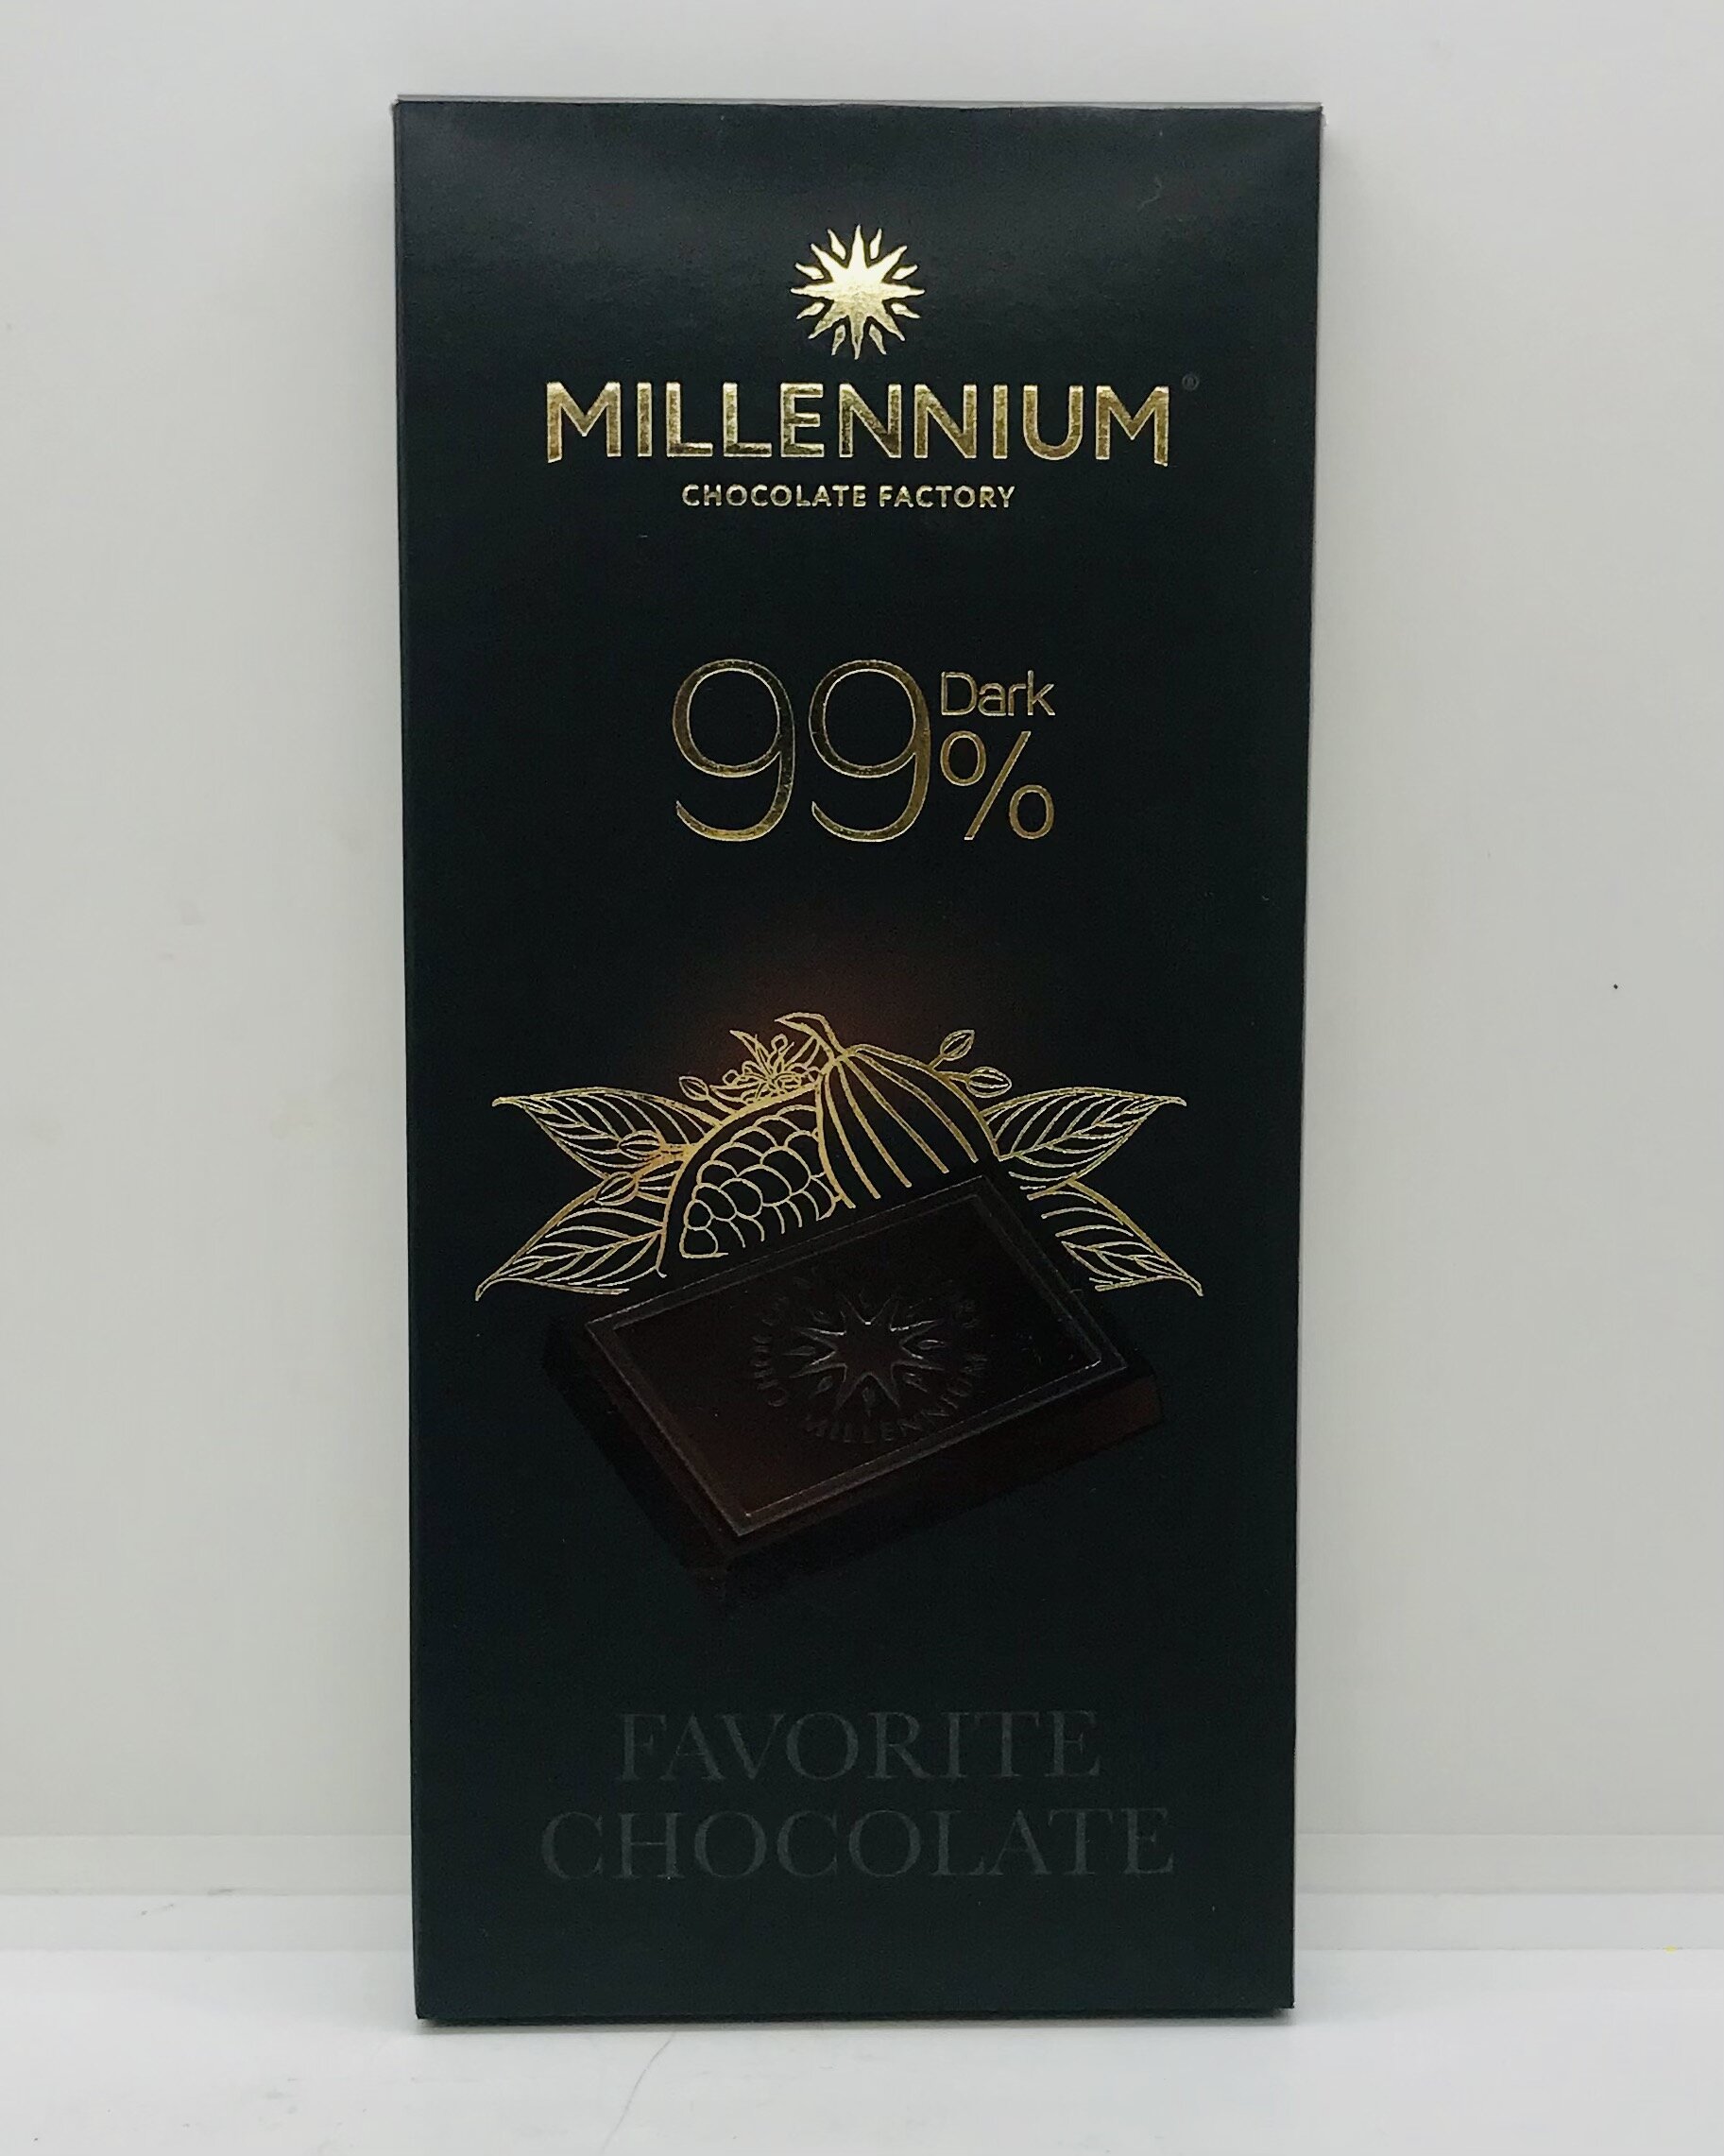 MILLENNIUM®
CHOCOLATE FACTORY
99%
Dark
MILLENNIUM
FAVORITE
CHOCOLATE